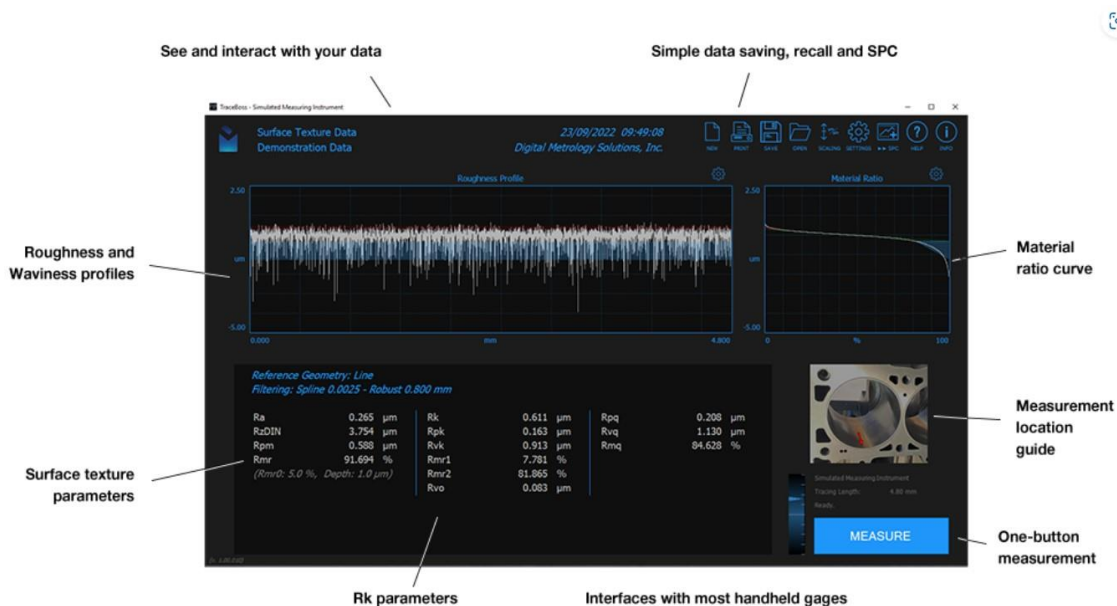 See and interact with your data
Simple data saving, recall and SPC
TraceBoss - Simulated Measuring Instrument
Surface Texture Data
Demonstration Data
23/09/2022 09:49:08
Digital Metrology Solutions, Inc.
NEW PRINT SAVE OPEN SCALING SETTINGS ►► SPC HELP INFO
Roughness Profile
Material Ratio
2.50
um
-5.00
0.000 mm 4.800
2.50
um
-5.00
0 % 100
Roughness and
Waviness profiles
Material
ratio curve
Reference Geometry: Line
Filtering: Spline 0.0025 - Robust 0.800 mm
Ra 0.265 µm
RzDIN 3.754 µm
Rpm 0.588 µm
Rmr 91.694 %
(Rmr0: 5.0 %, Depth: 1.0 µm)
Rk 0.611 µm
Rpk 0.163 µm
Rvk 0.913 µm
Rmr1 7.781 %
Rmr2 81.865 %
Rvo 0.083 µm
Rpq 0.208 µm
Rvq 1.130 µm
Rmq 84.628 %
Measurement
location
guide
Surface texture
parameters
Simulated Measuring Instrument
Tracing Length: 4.80 mm
Ready.
MEASURE
One-button
measurement
Rk parameters
Interfaces with most handheld gages